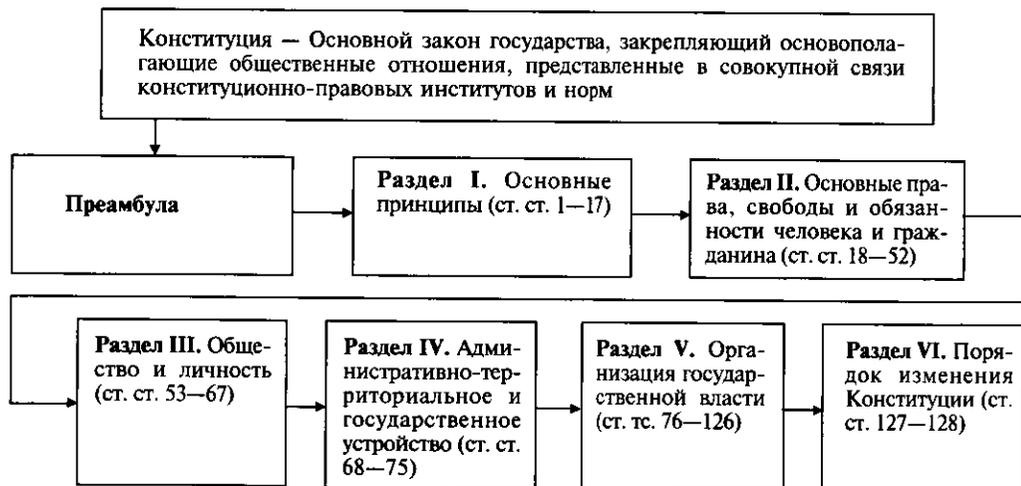 Конституция — Основной закон государства, закрепляющий основопола-
гающие общественные отношения, представленные в совокупной связи
конституционно-правовых институтов и норм
Преамбула
Раздел I. Основные
принципы (ст. ст. 1—17)
Раздел II. Основные пра-
ва, свободы и обязан-
ности человека и граж-
данина (ст. ст. 18—52)
Раздел III. Обще-
ство и личность
(ст. ст. 53—67)
Раздел IV. Адми-
нистративно-тер-
риториальное и
государственное
устройство (ст. ст.
68—75)
Раздел V. Орга-
низация государ-
ственной власти
(ст. тс. 76—126)
Раздел VI. Поря-
док изменения
Конституции (ст.
ст. 127—128)